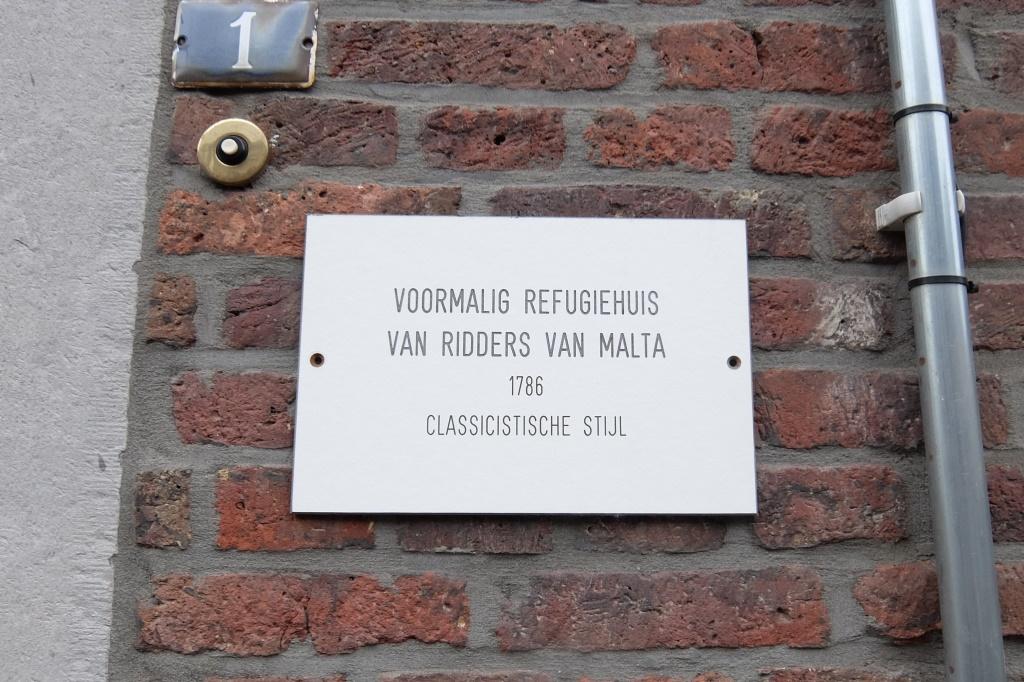 1
VOORMALIG REFUGIEHUIS
VAN RIDDERS VAN MALTA
1786
CLASSICISTISCHE STIJL